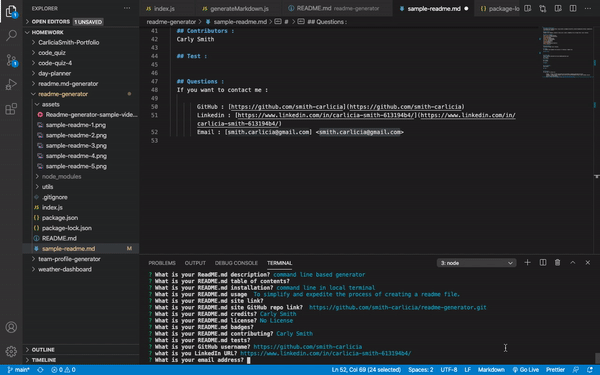 EXPLORER
index.js
generateMarkdown.js
README.md readme-generator
sample-readme.md
package-lo
OPEN EDITORS 1 UNSAVED
readme-generator > sample-readme.md > # > ## Questions :
HOMEWORK
CarliciaSmith-Portfolio
code_quiz
code-quiz-4
day-planner
readme.md-generator
readme-generator
assets
Readme-generator-sample-vide...
sample-readme-1.png
sample-readme-2.png
sample-readme-3.png
sample-readme-4.png
sample-readme-5.png
node_modules
utils
.gitignore
index.js
package.json
package-lock.json
README.md
sample-readme.md M
team-profile-generator
weather-dashboard
OUTLINE
TIMELINE
41 ## Contributors :
42 Carly Smith
43
44 ## Test :
45
46
47
48 ## Questions :
48 If you want to contact me :
49
50 GitHub : [https://github.com/smith-carlicia](https://github.com/smith-carlicia)
51 Linkedin : [https://www.linkedin.com/in/carlicia-smith-613194b4/](https://www.linkedin.com/in/
carlicia-smith-613194b4/)
52 Email : [smith.carlicia@gmail.com] <smith.carlicia@gmail.com>
53
PROBLEMS OUTPUT DEBUG CONSOLE TERMINAL 3: node
? What is your ReadME.md description? command line based generator
? What is your README.md table of contents?
? What is your README.md installation? command line in local terminal
? What is your README.md usage To simplify and expedite the process of creating a readme file.
? What is your README.md site link?
? What is your README.md site GitHub repo link? https://github.com/smith-carlicia/readme-generator.git
? What is your README.md credits? Carly Smith
? What is your README.md license? No License
? What is your README.md badges?
? What is your README.md contributing? Carly Smith
? What is your README.md tests?
? What is your GitHub username? https://github.com/smith-carlicia
? what is you LinkedIn URL? https://www.linkedin.com/in/carlicia-smith-613194b4/
? What is your email address?
main* 0 0 Ln 52, Col 69 (24 selected) Spaces: 2 UTF-8 LF Markdown Go Live Prettier